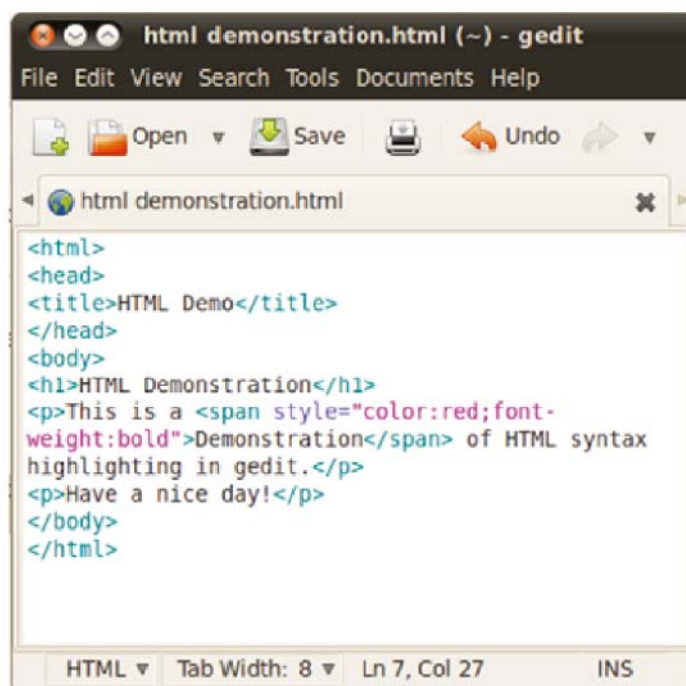 html demonstration.html (~) - gedit
File Edit View Search Tools Documents Help
Open Save Undo
html demonstration.html
<html>
<head>
<title>HTML Demo</title>
</head>
<body>
<h1>HTML Demonstration</h1>
<p>This is a <span style="color:red;font-
weight:bold">Demonstration</span> of HTML syntax
highlighting in gedit.</p>
<p>Have a nice day!</p>
</body>
</html>
HTML Tab Width: 8 Ln 7, Col 27 INS